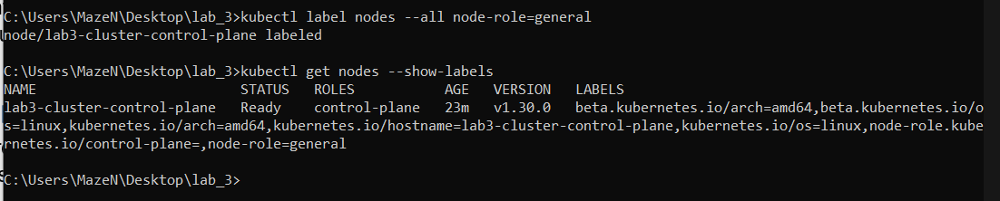 C:\Users\MazeN\Desktop\lab_3>kubectl label nodes --all node-role=general
node/lab3-cluster-control-plane labeled
C:\Users\MazeN\Desktop\lab_3>kubectl get nodes --show-labels
NAME STATUS ROLES AGE VERSION LABELS
lab3-cluster-control-plane Ready control-plane 23m v1.30.0 beta.kubernetes.io/arch=amd64,beta.kubernetes.io/o
s=linux,kubernetes.io/arch=amd64,kubernetes.io/hostname=lab3-cluster-control-plane,kubernetes.io/os=linux,node-role.kube
rnetes.io/control-plane=,node-role=general
C:\Users\MazeN\Desktop\lab_3>